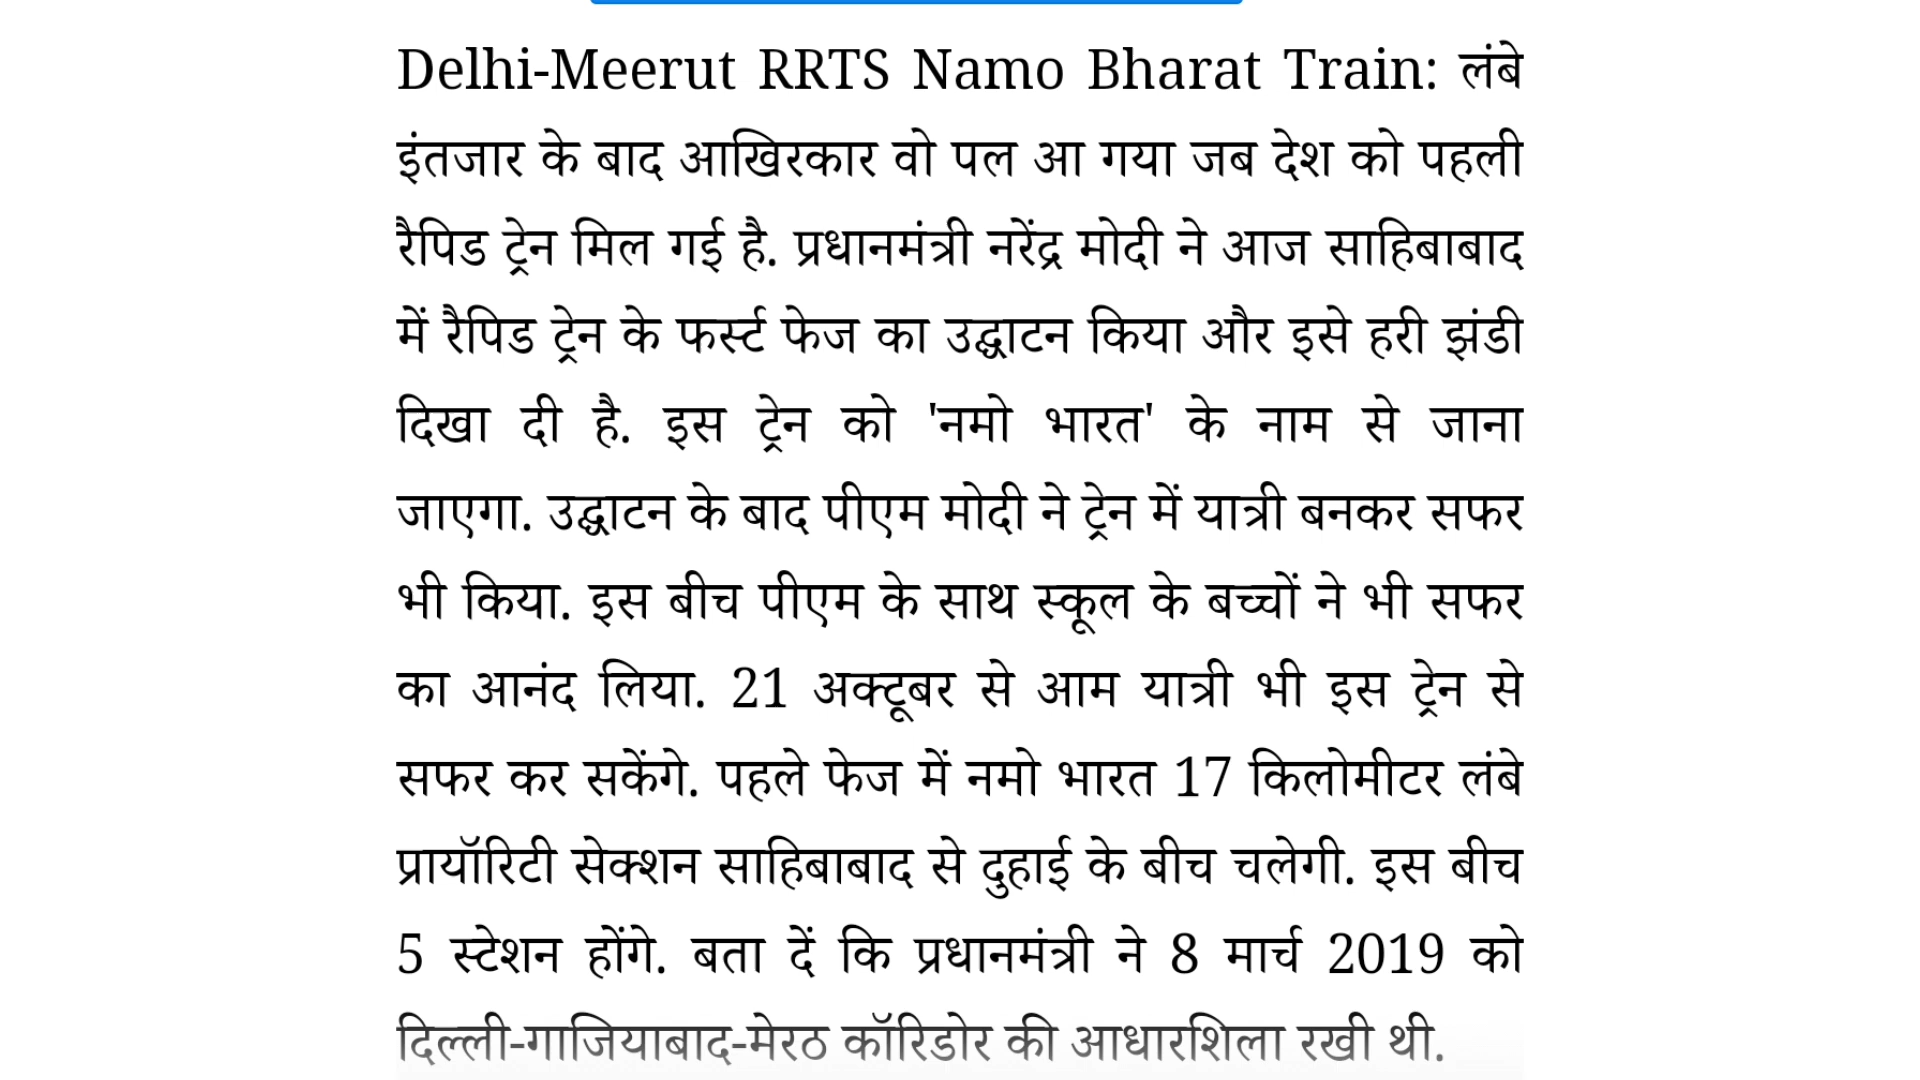 Delhi-Meerut RRTS Namo Bharat Train: लंबे
इंतजार के बाद आखिरकार वो पल आ गया जब देश को पहली
रैपिड ट्रेन मिल गई है. प्रधानमंत्री नरेंद्र मोदी ने आज साहिबाबाद
में रैपिड ट्रेन के फर्स्ट फेज का उद्घाटन किया और इसे हरी झंडी
दिखा दी है. इस ट्रेन को 'नमो भारत' के नाम से जाना
जाएगा. उद्घाटन के बाद पीएम मोदी ने ट्रेन में यात्री बनकर सफर
भी किया. इस बीच पीएम के साथ स्कूल के बच्चों ने भी सफर
का आनंद लिया. 21 अक्टूबर से आम यात्री भी इस ट्रेन से
सफर कर सकेंगे. पहले फेज में नमो भारत 17 किलोमीटर लंबे
प्रायॉरिटी सेक्शन साहिबाबाद से दुहाई के बीच चलेगी. इस बीच
5 स्टेशन होंगे. बता दें कि प्रधानमंत्री ने 8 मार्च 2019 को
दिल्ली-गाजियाबाद-मेरठ कॉरिडोर की आधारशिला रखी थी.